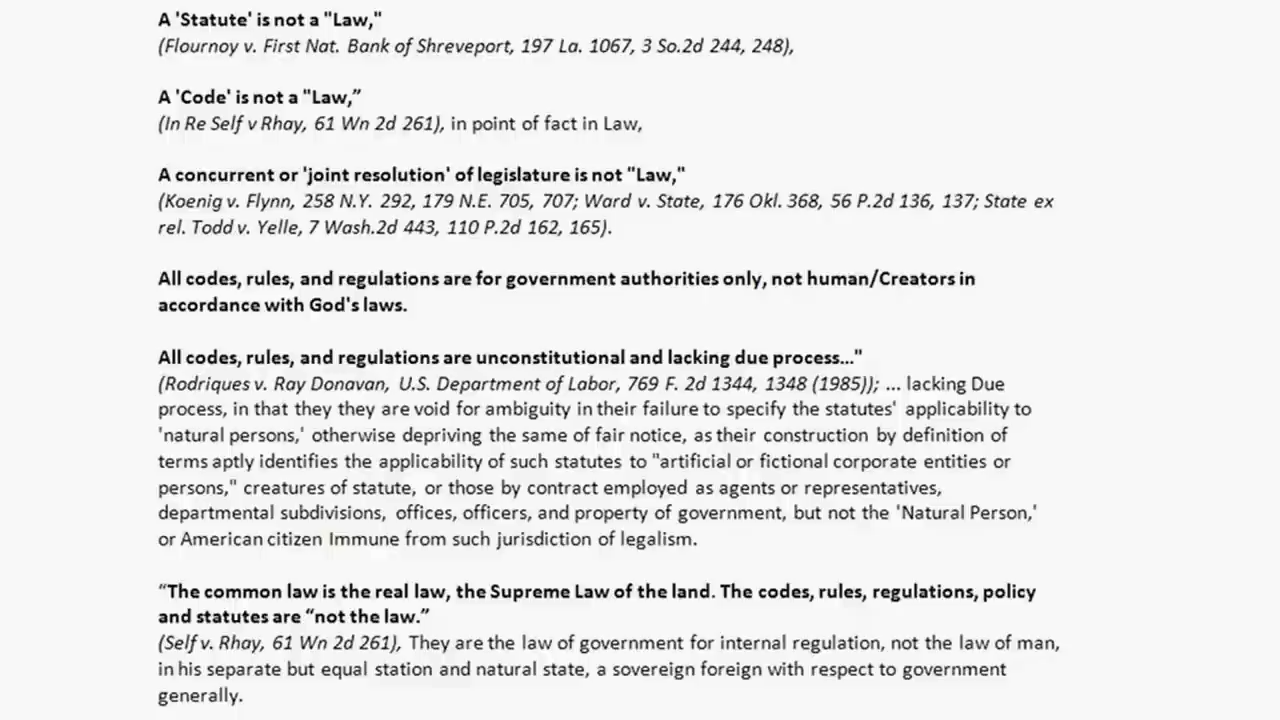 A 'Statute' is not a "Law,"
(Flournoy v. First Nat. Bank of Shreveport, 197 La. 1067, 3 So.2d 244, 248),
A 'Code' is not a "Law,”
(In Re Self v Rhay, 61 Wn 2d 261), in point of fact in Law,
A concurrent or 'joint resolution' of legislature is not "Law,"
(Koenig v. Flynn, 258 N.Y. 292, 179 N.E. 705, 707; Ward v. State, 176 Okl. 368, 56 P.2d 136, 137; State ex
rel. Todd v. Yelle, 7 Wash.2d 443, 110 P.2d 162, 165).
All codes, rules, and regulations are for government authorities only, not human/Creators in
accordance with God's laws.
All codes, rules, and regulations are unconstitutional and lacking due process..."
(Rodriques v. Ray Donavan, U.S. Department of Labor, 769 F. 2d 1344, 1348 (1985)); ... lacking Due
process, in that they they are void for ambiguity in their failure to specify the statutes' applicability to
'natural persons,' otherwise depriving the same of fair notice, as their construction by definition of
terms aptly identifies the applicability of such statutes to "artificial or fictional corporate entities or
persons," creatures of statute, or those by contract employed as agents or representatives,
departmental subdivisions, offices, officers, and property of government, but not the 'Natural Person,'
or American citizen Immune from such jurisdiction of legalism.
“The common law is the real law, the Supreme Law of the land. The codes, rules, regulations, policy
and statutes are “not the law.”
(Self v. Rhay, 61 Wn 2d 261), They are the law of government for internal regulation, not the law of man,
in his separate but equal station and natural state, a sovereign foreign with respect to government
generally.